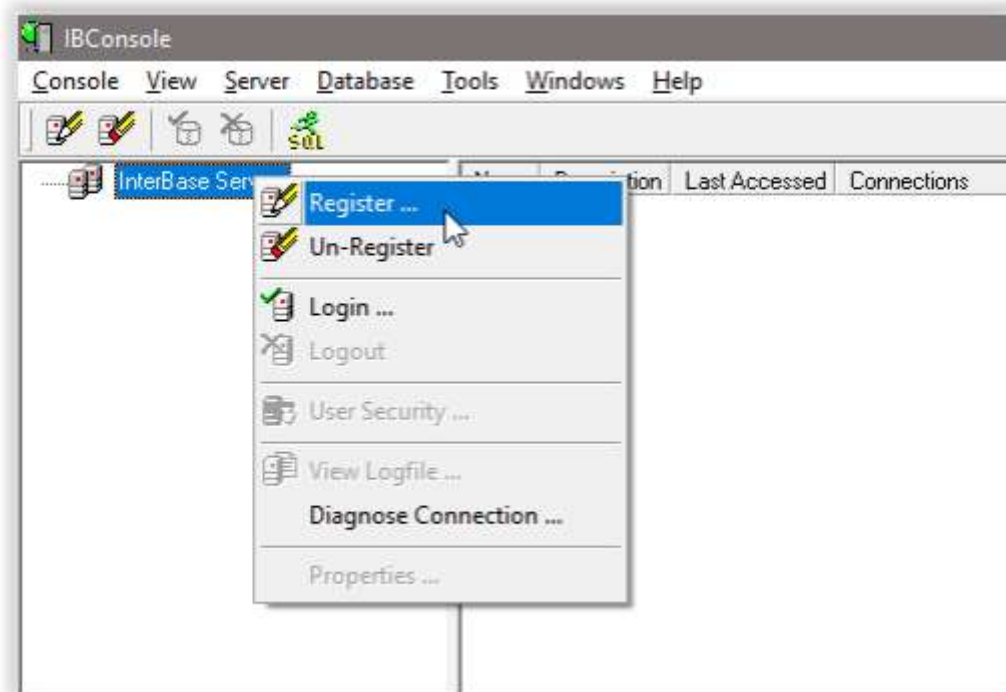 IBConsole
Console View Server Database Tools Windows Help
SQL
InterBase Last Accessed Connections
Register ...
Un-Register
Login ...
Logout
User Security ...
View Logfile ...
Diagnose Connection ...
Properties ...